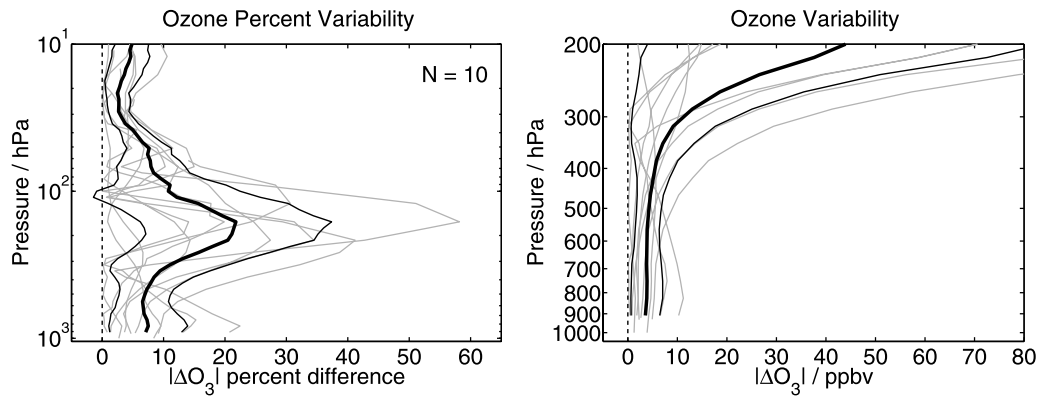 Ozone Percent Variability
10^1
10^2
10^3
Pressure / hPa
N = 10
0 10 20 30 40 50 60
|ΔO_3| percent difference
Ozone Variability
200
300
400
500
600
700
800
900
1000
Pressure / hPa
0 10 20 30 40 50 60 70 80
|ΔO_3| / ppbv